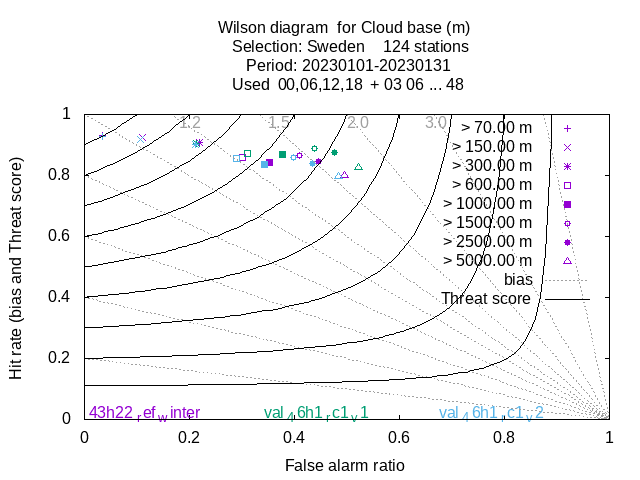 Wilson diagram for Cloud base (m)
Selection: Sweden 124 stations
Period: 20230101-20230131
Used 00,06,12,18 + 03 06 ... 48
1.2 1.5 2.0 3.0
> 70.00 m
> 150.00 m
> 300.00 m
> 600.00 m
> 1000.00 m
> 1500.00 m
> 2500.00 m
> 5000.00 m
bias
Threat score
Hit rate (bias and Threat score)
1
0.8
0.6
0.4
0.2
0
43h22_ref_winter val_46h1_rc1_v1 val_46h1_rc1_v2
0 0.2 0.4 0.6 0.8 1
False alarm ratio